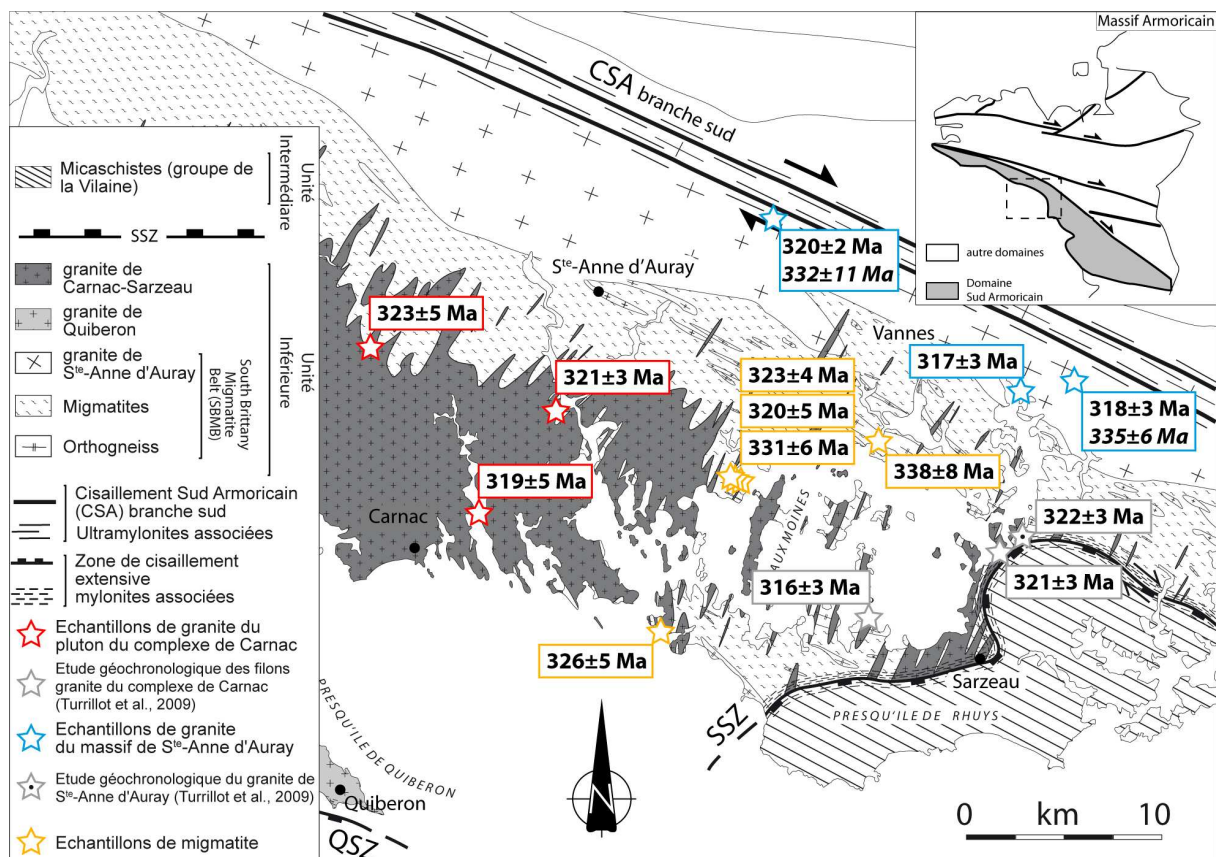 Massif Armoricain
autre domaines
Domaine
Sud Armoricain
CSA branche sud
Micaschistes (groupe de
la Vilaine)
Unité
Intermédiare
SSZ
granite de
Carnac-Sarzeau
granite de
Quiberon
granite de
Ste-Anne d'Auray
Migmatites
Orthogneiss
South Brittany
Migmatite
Belt (SBMB)
Unité
Inférieure
Cisaillement Sud Armoricain
(CSA) branche sud
Ultramylonites associées
Zone de cisaillement
extensive
mylonites associées
Echantillons de granite du
pluton du complexe de Carnac
Etude géochronologique des filons
granite du complexe de Carnac
(Turrillot et al., 2009)
Echantillons de granite
du massif de Ste-Anne d'Auray
Etude géochronologique du granite de
Ste-Anne d'Auray (Turrillot et al., 2009)
Echantillons de migmatite
320±2 Ma
332±11 Ma
Ste-Anne d'Auray
323±5 Ma
Vannes
317±3 Ma
321±3 Ma
323±4 Ma
320±5 Ma
331±6 Ma
318±3 Ma
335±6 Ma
338±8 Ma
319±5 Ma
Carnac
AUX MOINES
322±3 Ma
321±3 Ma
316±3 Ma
326±5 Ma
Sarzeau
PRESQU'ILE DE RHUYS
SSZ
PRESQU'ILE DE QUIBERON
Quiberon
QSZ
N
0 km 10